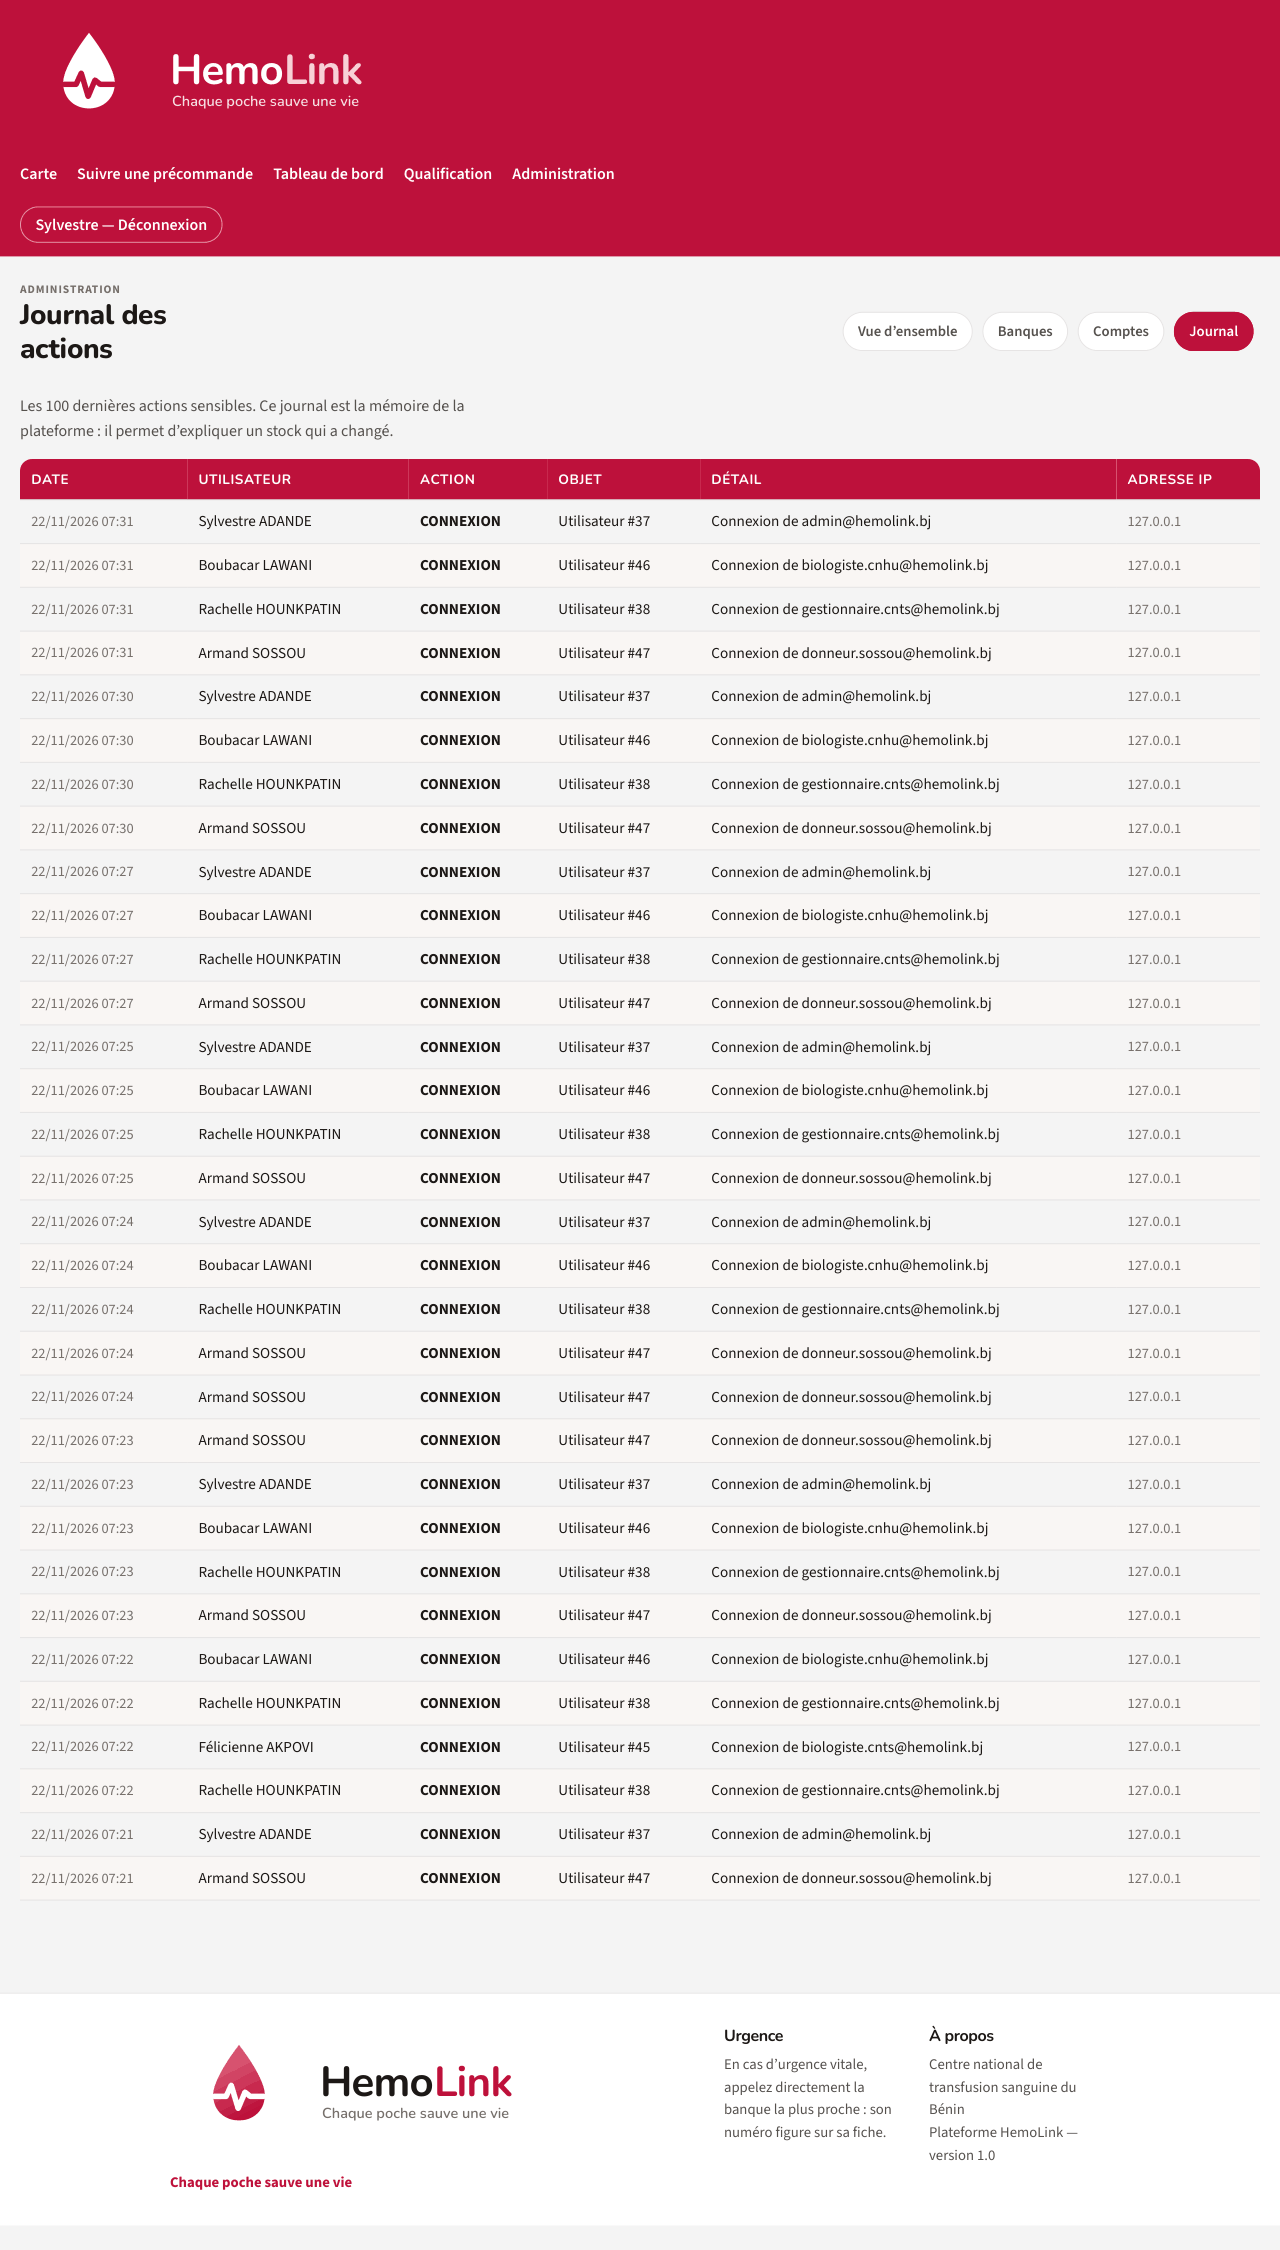 HemoLink
Chaque poche sauve une vie
Carte Suivre une précommande Tableau de bord Qualification Administration
Sylvestre — Déconnexion
ADMINISTRATION
Journal des
actions
Vue d’ensemble Banques Comptes Journal
Les 100 dernières actions sensibles. Ce journal est la mémoire de la
plateforme : il permet d’expliquer un stock qui a changé.
DATE UTILISATEUR ACTION OBJET DÉTAIL ADRESSE IP
22/11/2026 07:31 Sylvestre ADANDE CONNEXION Utilisateur #37 Connexion de admin@hemolink.bj 127.0.0.1
22/11/2026 07:31 Boubacar LAWANI CONNEXION Utilisateur #46 Connexion de biologiste.cnhu@hemolink.bj 127.0.0.1
22/11/2026 07:31 Rachelle HOUNKPATIN CONNEXION Utilisateur #38 Connexion de gestionnaire.cnts@hemolink.bj 127.0.0.1
22/11/2026 07:31 Armand SOSSOU CONNEXION Utilisateur #47 Connexion de donneur.sossou@hemolink.bj 127.0.0.1
22/11/2026 07:30 Sylvestre ADANDE CONNEXION Utilisateur #37 Connexion de admin@hemolink.bj 127.0.0.1
22/11/2026 07:30 Boubacar LAWANI CONNEXION Utilisateur #46 Connexion de biologiste.cnhu@hemolink.bj 127.0.0.1
22/11/2026 07:30 Rachelle HOUNKPATIN CONNEXION Utilisateur #38 Connexion de gestionnaire.cnts@hemolink.bj 127.0.0.1
22/11/2026 07:30 Armand SOSSOU CONNEXION Utilisateur #47 Connexion de donneur.sossou@hemolink.bj 127.0.0.1
22/11/2026 07:27 Sylvestre ADANDE CONNEXION Utilisateur #37 Connexion de admin@hemolink.bj 127.0.0.1
22/11/2026 07:27 Boubacar LAWANI CONNEXION Utilisateur #46 Connexion de biologiste.cnhu@hemolink.bj 127.0.0.1
22/11/2026 07:27 Rachelle HOUNKPATIN CONNEXION Utilisateur #38 Connexion de gestionnaire.cnts@hemolink.bj 127.0.0.1
22/11/2026 07:27 Armand SOSSOU CONNEXION Utilisateur #47 Connexion de donneur.sossou@hemolink.bj 127.0.0.1
22/11/2026 07:25 Sylvestre ADANDE CONNEXION Utilisateur #37 Connexion de admin@hemolink.bj 127.0.0.1
22/11/2026 07:25 Boubacar LAWANI CONNEXION Utilisateur #46 Connexion de biologiste.cnhu@hemolink.bj 127.0.0.1
22/11/2026 07:25 Rachelle HOUNKPATIN CONNEXION Utilisateur #38 Connexion de gestionnaire.cnts@hemolink.bj 127.0.0.1
22/11/2026 07:25 Armand SOSSOU CONNEXION Utilisateur #47 Connexion de donneur.sossou@hemolink.bj 127.0.0.1
22/11/2026 07:24 Sylvestre ADANDE CONNEXION Utilisateur #37 Connexion de admin@hemolink.bj 127.0.0.1
22/11/2026 07:24 Boubacar LAWANI CONNEXION Utilisateur #46 Connexion de biologiste.cnhu@hemolink.bj 127.0.0.1
22/11/2026 07:24 Rachelle HOUNKPATIN CONNEXION Utilisateur #38 Connexion de gestionnaire.cnts@hemolink.bj 127.0.0.1
22/11/2026 07:24 Armand SOSSOU CONNEXION Utilisateur #47 Connexion de donneur.sossou@hemolink.bj 127.0.0.1
22/11/2026 07:24 Armand SOSSOU CONNEXION Utilisateur #47 Connexion de donneur.sossou@hemolink.bj 127.0.0.1
22/11/2026 07:23 Armand SOSSOU CONNEXION Utilisateur #47 Connexion de donneur.sossou@hemolink.bj 127.0.0.1
22/11/2026 07:23 Sylvestre ADANDE CONNEXION Utilisateur #37 Connexion de admin@hemolink.bj 127.0.0.1
22/11/2026 07:23 Boubacar LAWANI CONNEXION Utilisateur #46 Connexion de biologiste.cnhu@hemolink.bj 127.0.0.1
22/11/2026 07:23 Rachelle HOUNKPATIN CONNEXION Utilisateur #38 Connexion de gestionnaire.cnts@hemolink.bj 127.0.0.1
22/11/2026 07:23 Armand SOSSOU CONNEXION Utilisateur #47 Connexion de donneur.sossou@hemolink.bj 127.0.0.1
22/11/2026 07:22 Boubacar LAWANI CONNEXION Utilisateur #46 Connexion de biologiste.cnhu@hemolink.bj 127.0.0.1
22/11/2026 07:22 Rachelle HOUNKPATIN CONNEXION Utilisateur #38 Connexion de gestionnaire.cnts@hemolink.bj 127.0.0.1
22/11/2026 07:22 Félicienne AKPOVI CONNEXION Utilisateur #45 Connexion de biologiste.cnts@hemolink.bj 127.0.0.1
22/11/2026 07:22 Rachelle HOUNKPATIN CONNEXION Utilisateur #38 Connexion de gestionnaire.cnts@hemolink.bj 127.0.0.1
22/11/2026 07:21 Sylvestre ADANDE CONNEXION Utilisateur #37 Connexion de admin@hemolink.bj 127.0.0.1
22/11/2026 07:21 Armand SOSSOU CONNEXION Utilisateur #47 Connexion de donneur.sossou@hemolink.bj 127.0.0.1
HemoLink
Chaque poche sauve une vie
Chaque poche sauve une vie
Urgence
En cas d’urgence vitale,
appelez directement la
banque la plus proche : son
numéro figure sur sa fiche.
À propos
Centre national de
transfusion sanguine du
Bénin
Plateforme HemoLink —
version 1.0